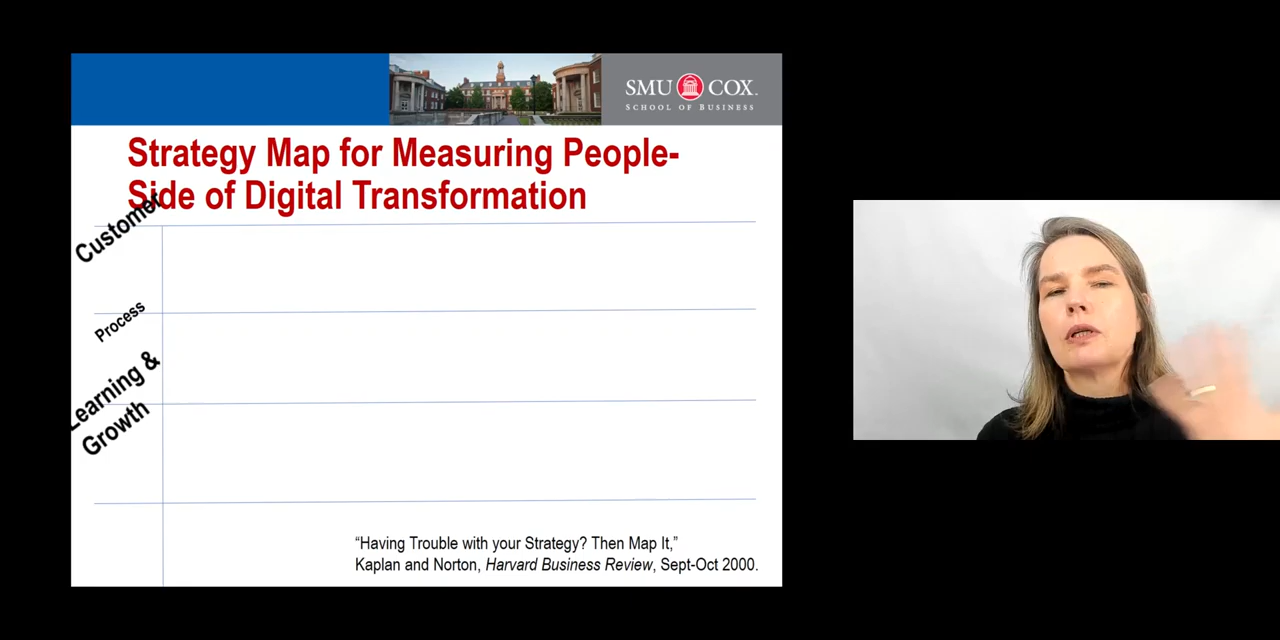 SMU COX
SCHOOL OF BUSINESS
Strategy Map for Measuring People-
Side of Digital Transformation
Customer
Process
Learning &
Growth
“Having Trouble with your Strategy? Then Map It,”
Kaplan and Norton, Harvard Business Review, Sept-Oct 2000.